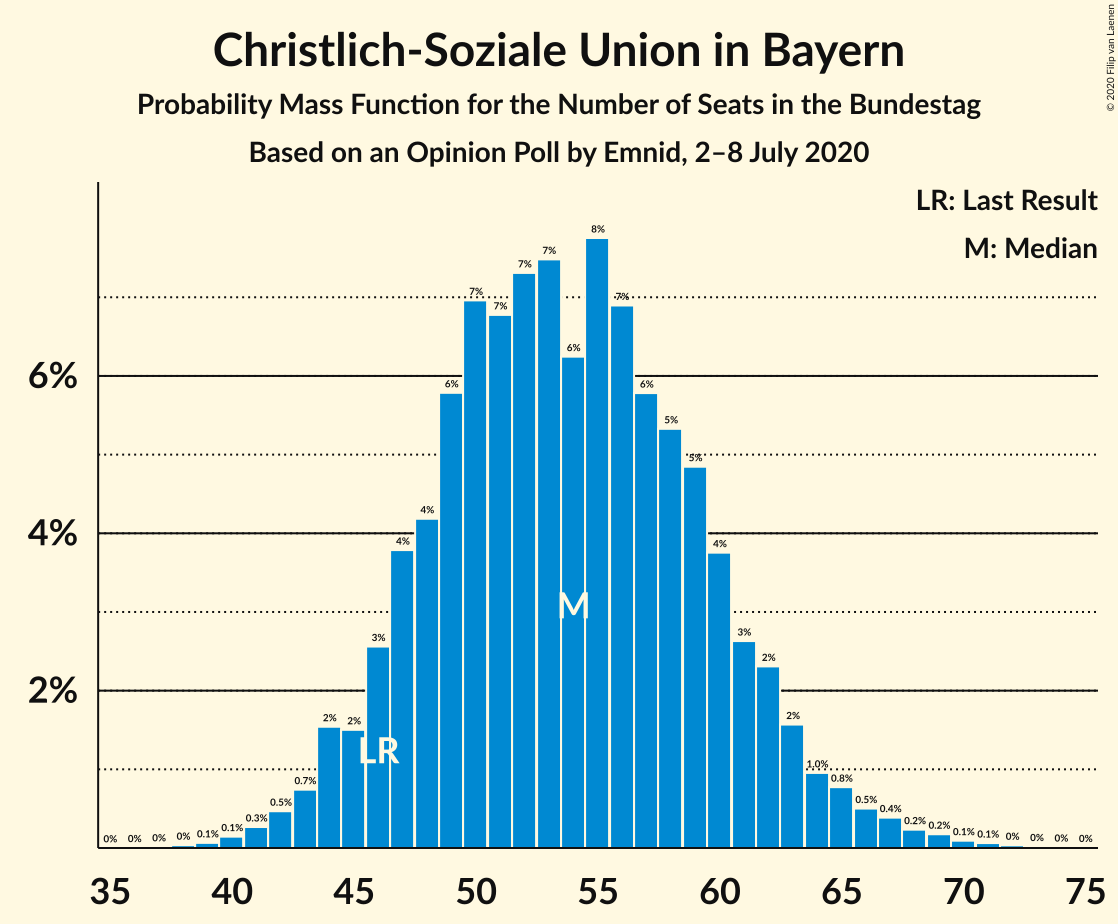 Christlich-Soziale Union in Bayern
Probability Mass Function for the Number of Seats in the Bundestag
Based on an Opinion Poll by Emnid, 2–8 July 2020
© 2020 Filip van Laenen
LR: Last Result
M: Median
6%
4%
2%
0% 0% 0% 0% 0.1% 0.1% 0.3% 0.5% 0.7% 2% 2% 3% 4% 4% 6% 7% 7% 7% 7% 6% 8% 7% 6% 5% 5% 4% 3% 2% 2% 1.0% 0.8% 0.5% 0.4% 0.2% 0.2% 0.1% 0.1% 0% 0% 0% 0%
LR
M
35 40 45 50 55 60 65 70 75